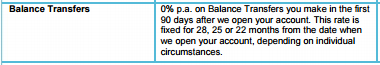 Balance Transfers
0% p.a. on Balance Transfers you make in the first
90 days after we open your account. This rate is
fixed for 28, 25 or 22 months from the date when
we open your account, depending on individual
circumstances.